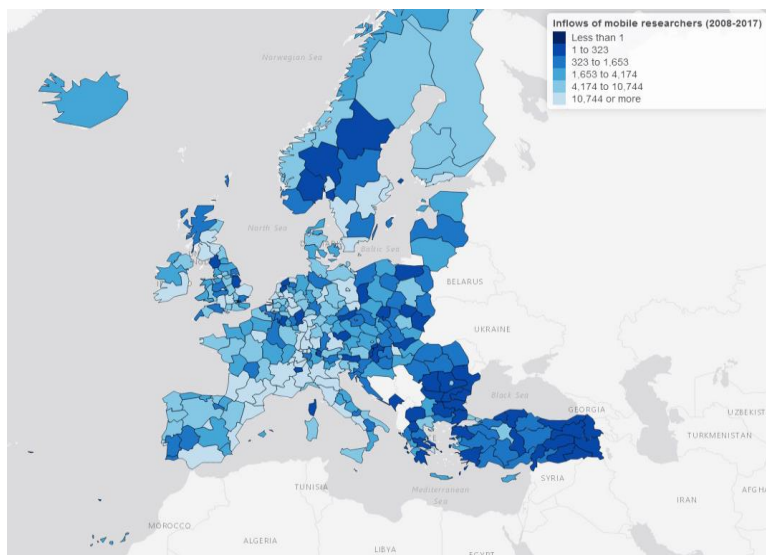 Inflows of mobile researchers (2008-2017)
Less than 1
1 to 323
323 to 1,653
1,653 to 4,174
4,174 to 10,744
10,744 or more
Norwegian Sea
North Sea
Baltic Sea
BELARUS
UKRAINE
Black Sea
GEORGIA
UZBEKIST
TURKMENISTAN
SYRIA
IRAN
AFGHA
TUNISIA
Mediterranean
Sea
MOROCCO
ALGERIA
LIBYA
EGYPT